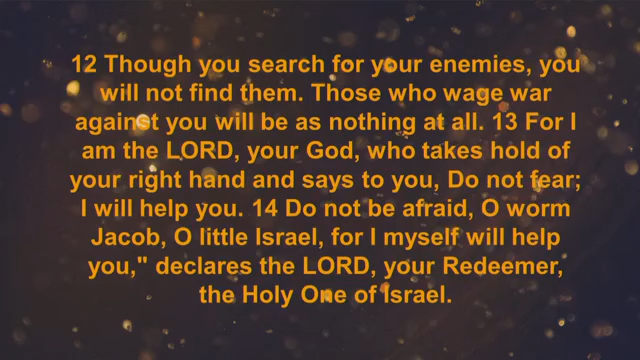 12 Though you search for your enemies, you
will not find them. Those who wage war
against you will be as nothing at all. 13 For I
am the LORD, your God, who takes hold of
your right hand and says to you, Do not fear;
I will help you. 14 Do not be afraid, O worm
Jacob, O little Israel, for I myself will help
you," declares the LORD, your Redeemer,
the Holy One of Israel.